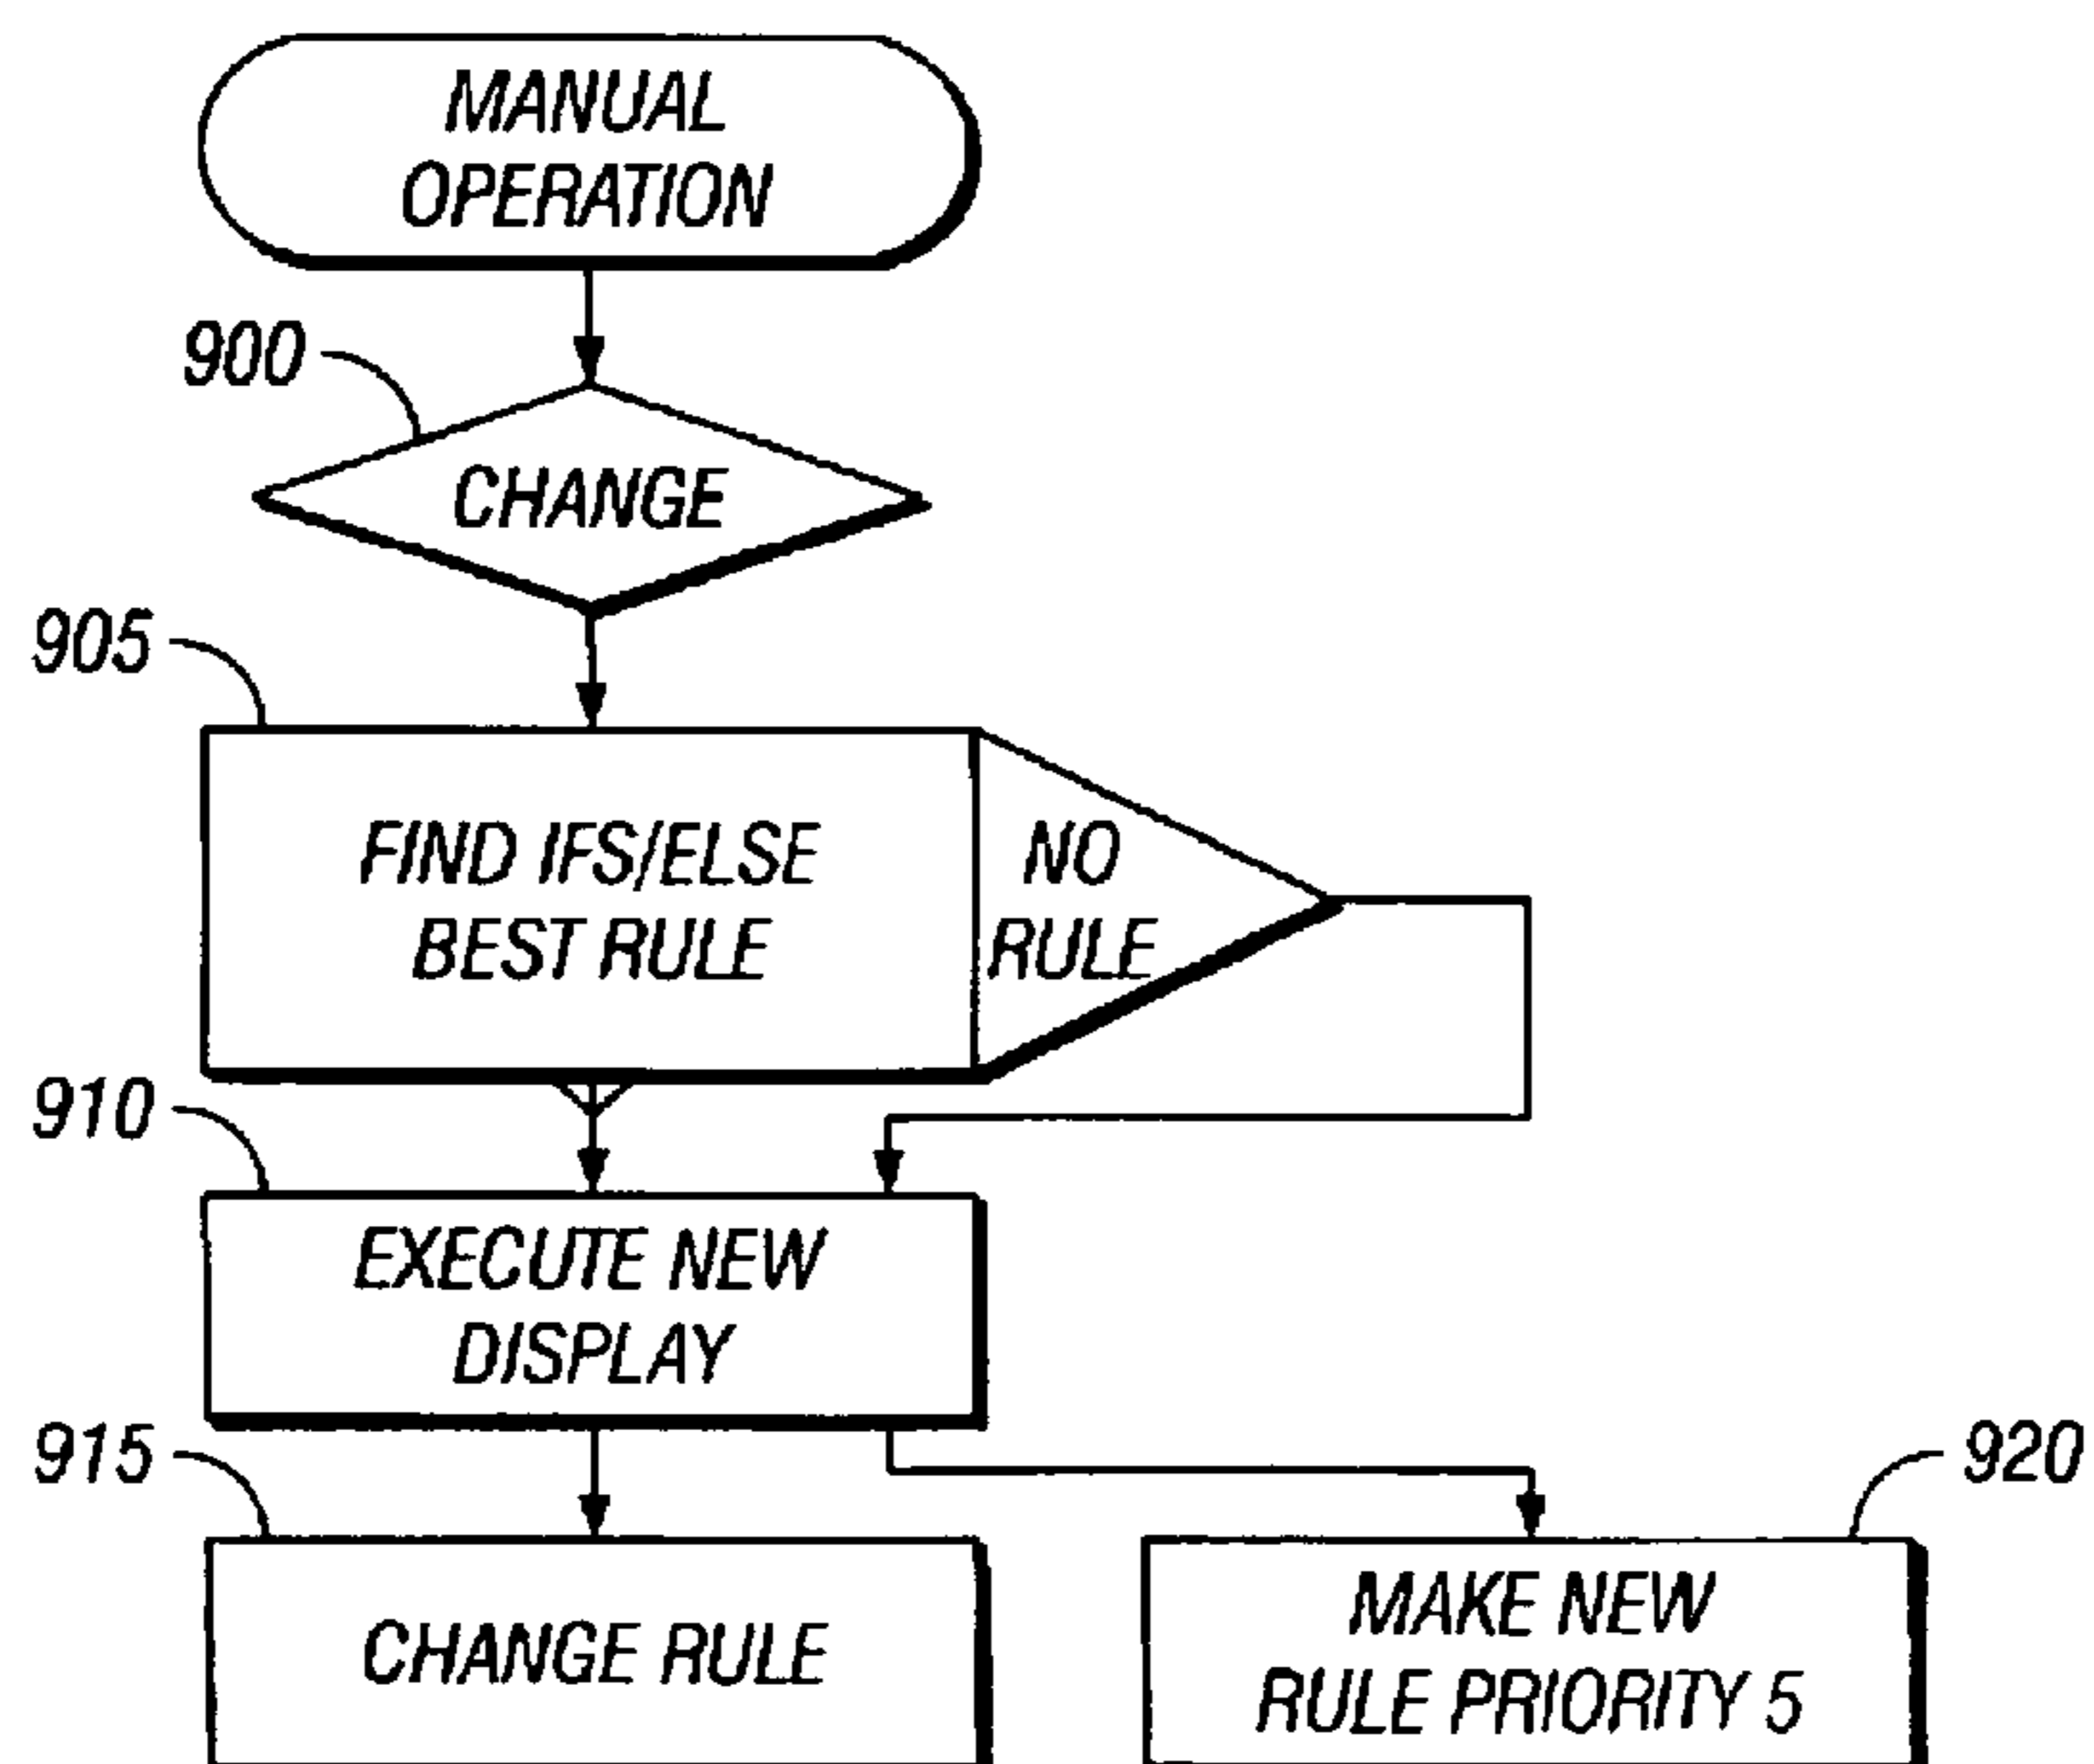 MANUAL
OPERATION
900
CHANGE
905
FIND IFS/ELSE
BEST RULE
NO
RULE
910
EXECUTE NEW
DISPLAY
915
920
CHANGE RULE
MAKE NEW
RULE PRIORITY 5